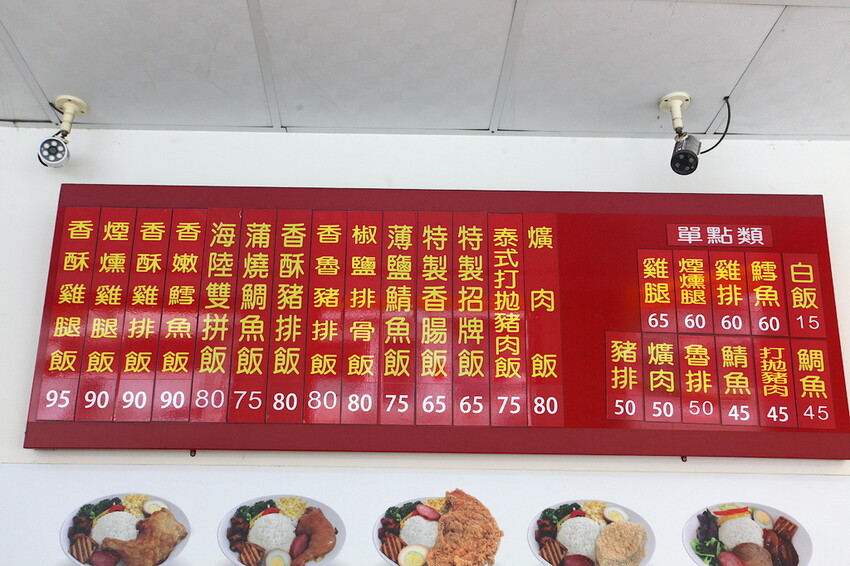 香酥雞腿飯 95
煙燻雞腿飯 90
香酥雞排飯 90
香嫩鱈魚飯 90
海陸雙拼飯 80
蒲燒鯛魚飯 75
香酥豬排飯 80
香魯豬排飯 80
椒鹽排骨飯 80
薄鹽鯖魚飯 75
特製香腸飯 65
特製招牌飯 65
泰式打拋豬肉飯 75
爌肉飯 80
單點類
雞腿 65
煙燻腿 60
雞排 60
鱈魚 60
白飯 15
豬排 50
爌肉 50
魯排 50
鯖魚 45
打拋豬肉 45
鯛魚 45